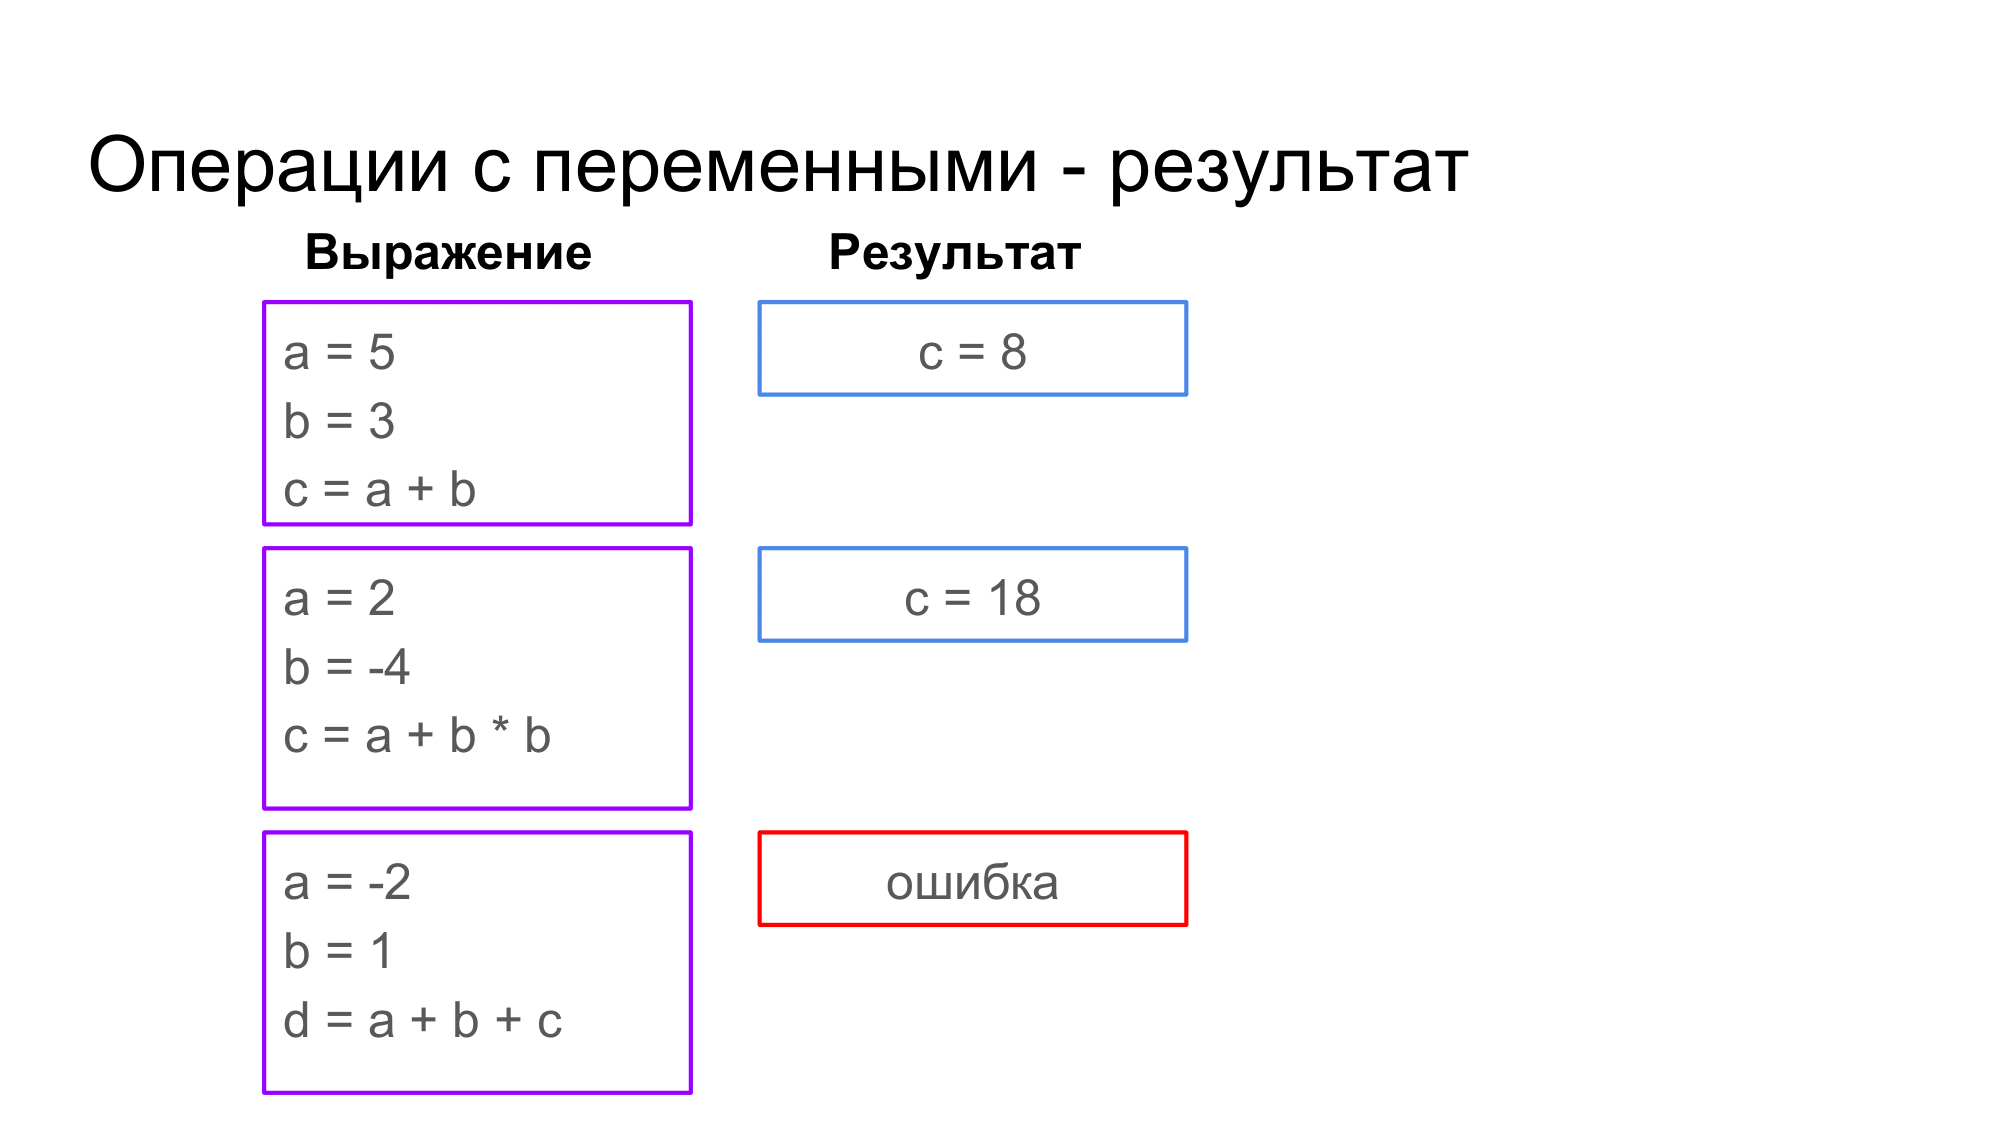 Операции с переменными - результат
Выражение
Результат
a = 5
b = 3
c = a + b
c = 8
a = 2
b = -4
c = a + b * b
c = 18
a = -2
b = 1
d = a + b + c
ошибка